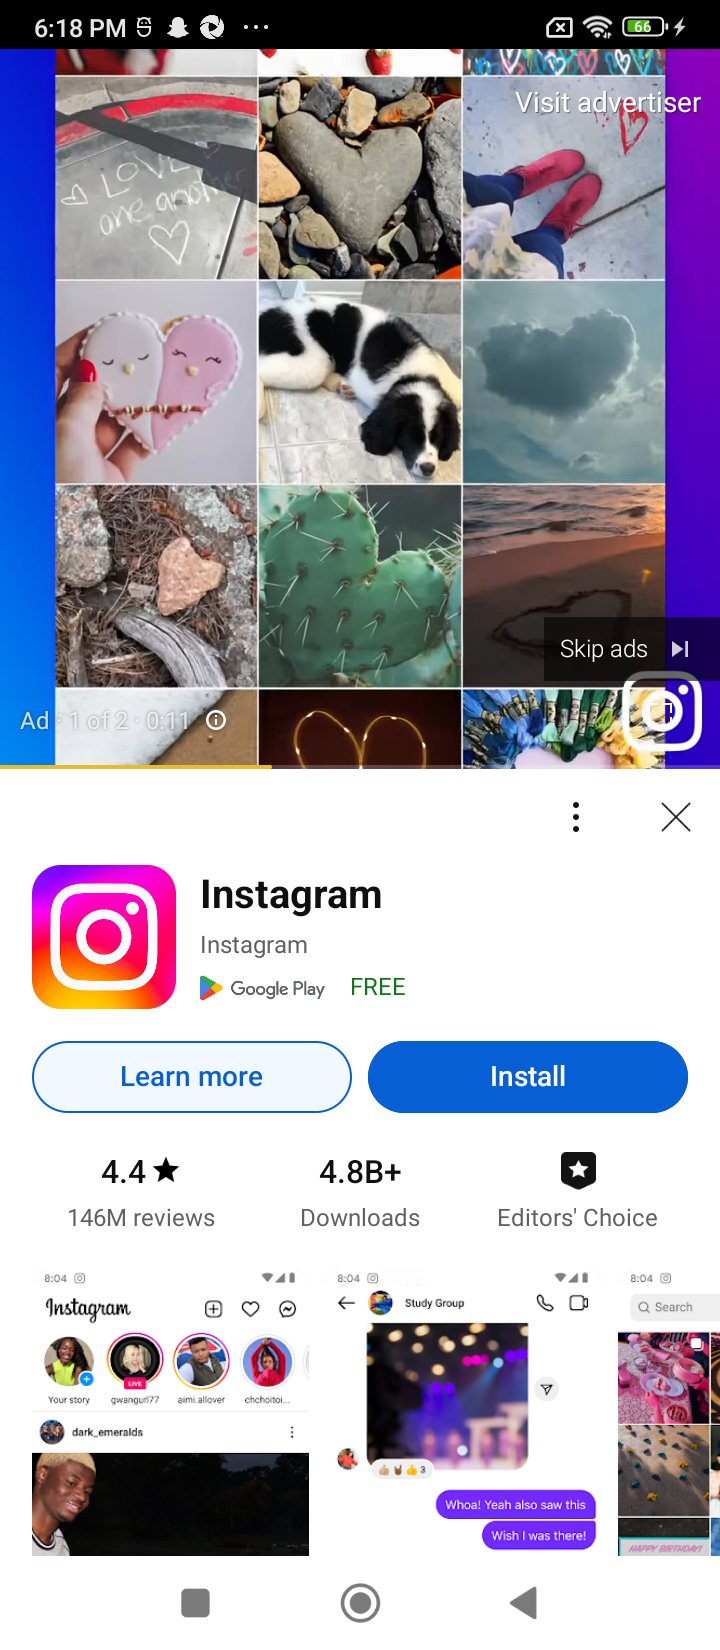 6:18 PM
66
Visit advertiser
LOVE
one another
Skip ads
Ad · 1 of 2 · 0:11
Instagram
Instagram
Google Play FREE
Learn more
Install
4.4★
146M reviews
4.8B+
Downloads
Editors' Choice
8:04
Instagram
Your story
LIVE
gwangurl77
aimi.allover
chchoitoi...
dark_emeralds
8:04
Study Group
3
Whoa! Yeah also saw this
Wish I was there!
8:04
Search
HAPPY BIRTHDAY!